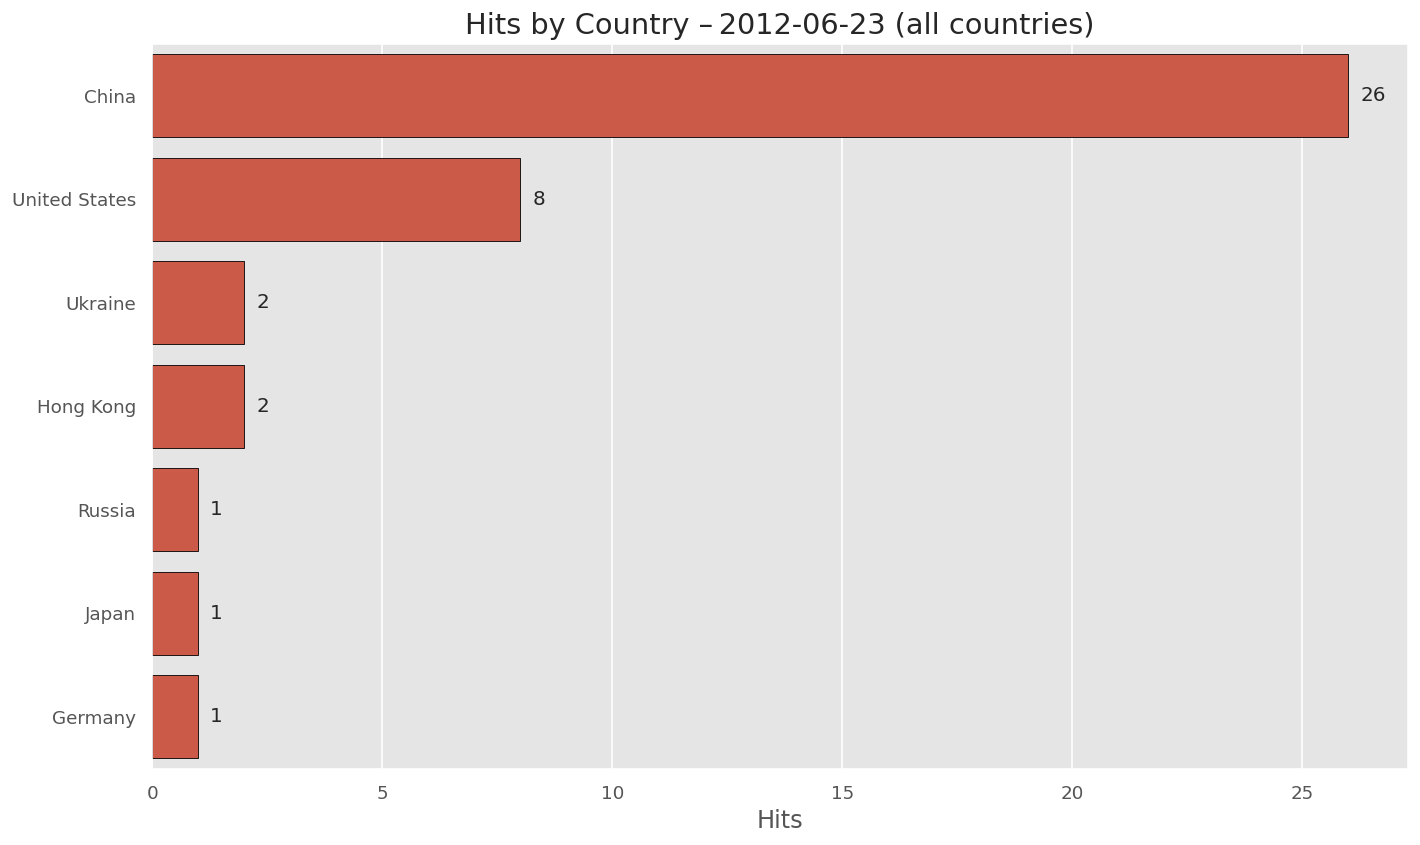 Hits by Country – 2012-06-23 (all countries)
China 26
United States 8
Ukraine 2
Hong Kong 2
Russia 1
Japan 1
Germany 1
0 5 10 15 20 25
Hits